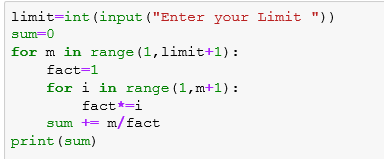 limit=int(input("Enter your Limit "))
sum=0
for m in range(1,limit+1):
    fact=1
    for i in range(1,m+1):
        fact*=i
    sum += m/fact
print(sum)